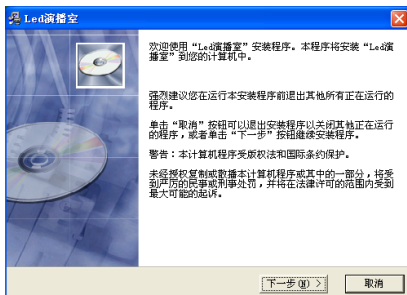 Led演播室
欢迎使用“Led演播室”安装程序。本程序将安装“Led演
播室”到您的计算机中。
强烈建议您在运行本安装程序前退出其他所有正在运行的
程序。
单击“取消”按钮可以退出安装程序以关闭其他正在运行
的程序，或者单击“下一步”按钮继续安装程序。
警告：本计算机程序受版权法和国际条约保护。
未经授权复制或散播本计算机程序或其中的一部分，将受
到严厉的民事或刑事处罚，并将在法律许可的范围内受到
最大可能的起诉。
下一步(N) >
取消